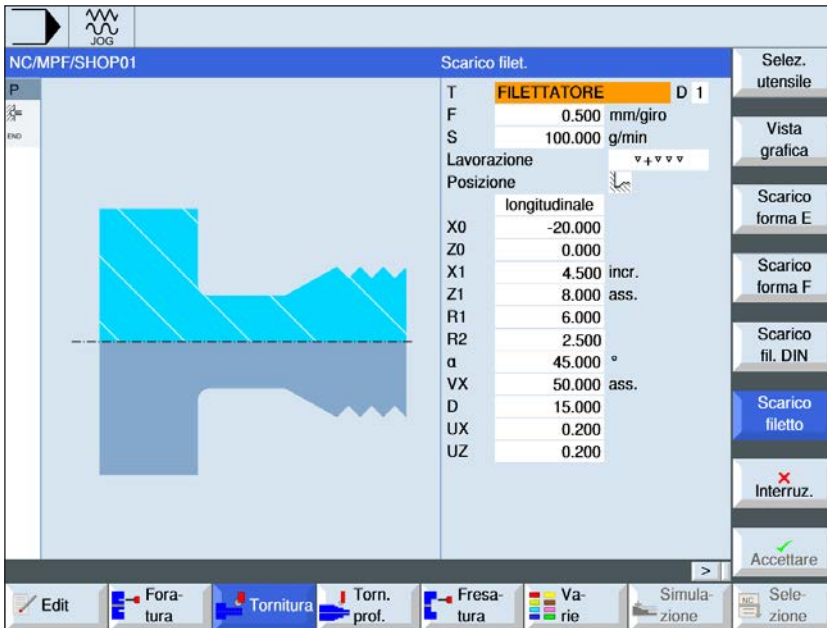 JOG
NC/MPF/SHOP01
Scarico filet.
P
END
T FILETTATORE D 1
F 0.500 mm/giro
S 100.000 g/min
Lavorazione ▿+▿▿▿
Posizione
longitudinale
X0 -20.000
Z0 0.000
X1 4.500 incr.
Z1 8.000 ass.
R1 6.000
R2 2.500
α 45.000 °
VX 50.000 ass.
D 15.000
UX 0.200
UZ 0.200
Selez.
utensile
Vista
grafica
Scarico
forma E
Scarico
forma F
Scarico
fil. DIN
Scarico
filetto
Interruz.
Accettare
>
Edit
Fora-
tura
Tornitura
Torn.
prof.
Fresa-
tura
Va-
rie
Simula-
zione
NC
Sele-
zione